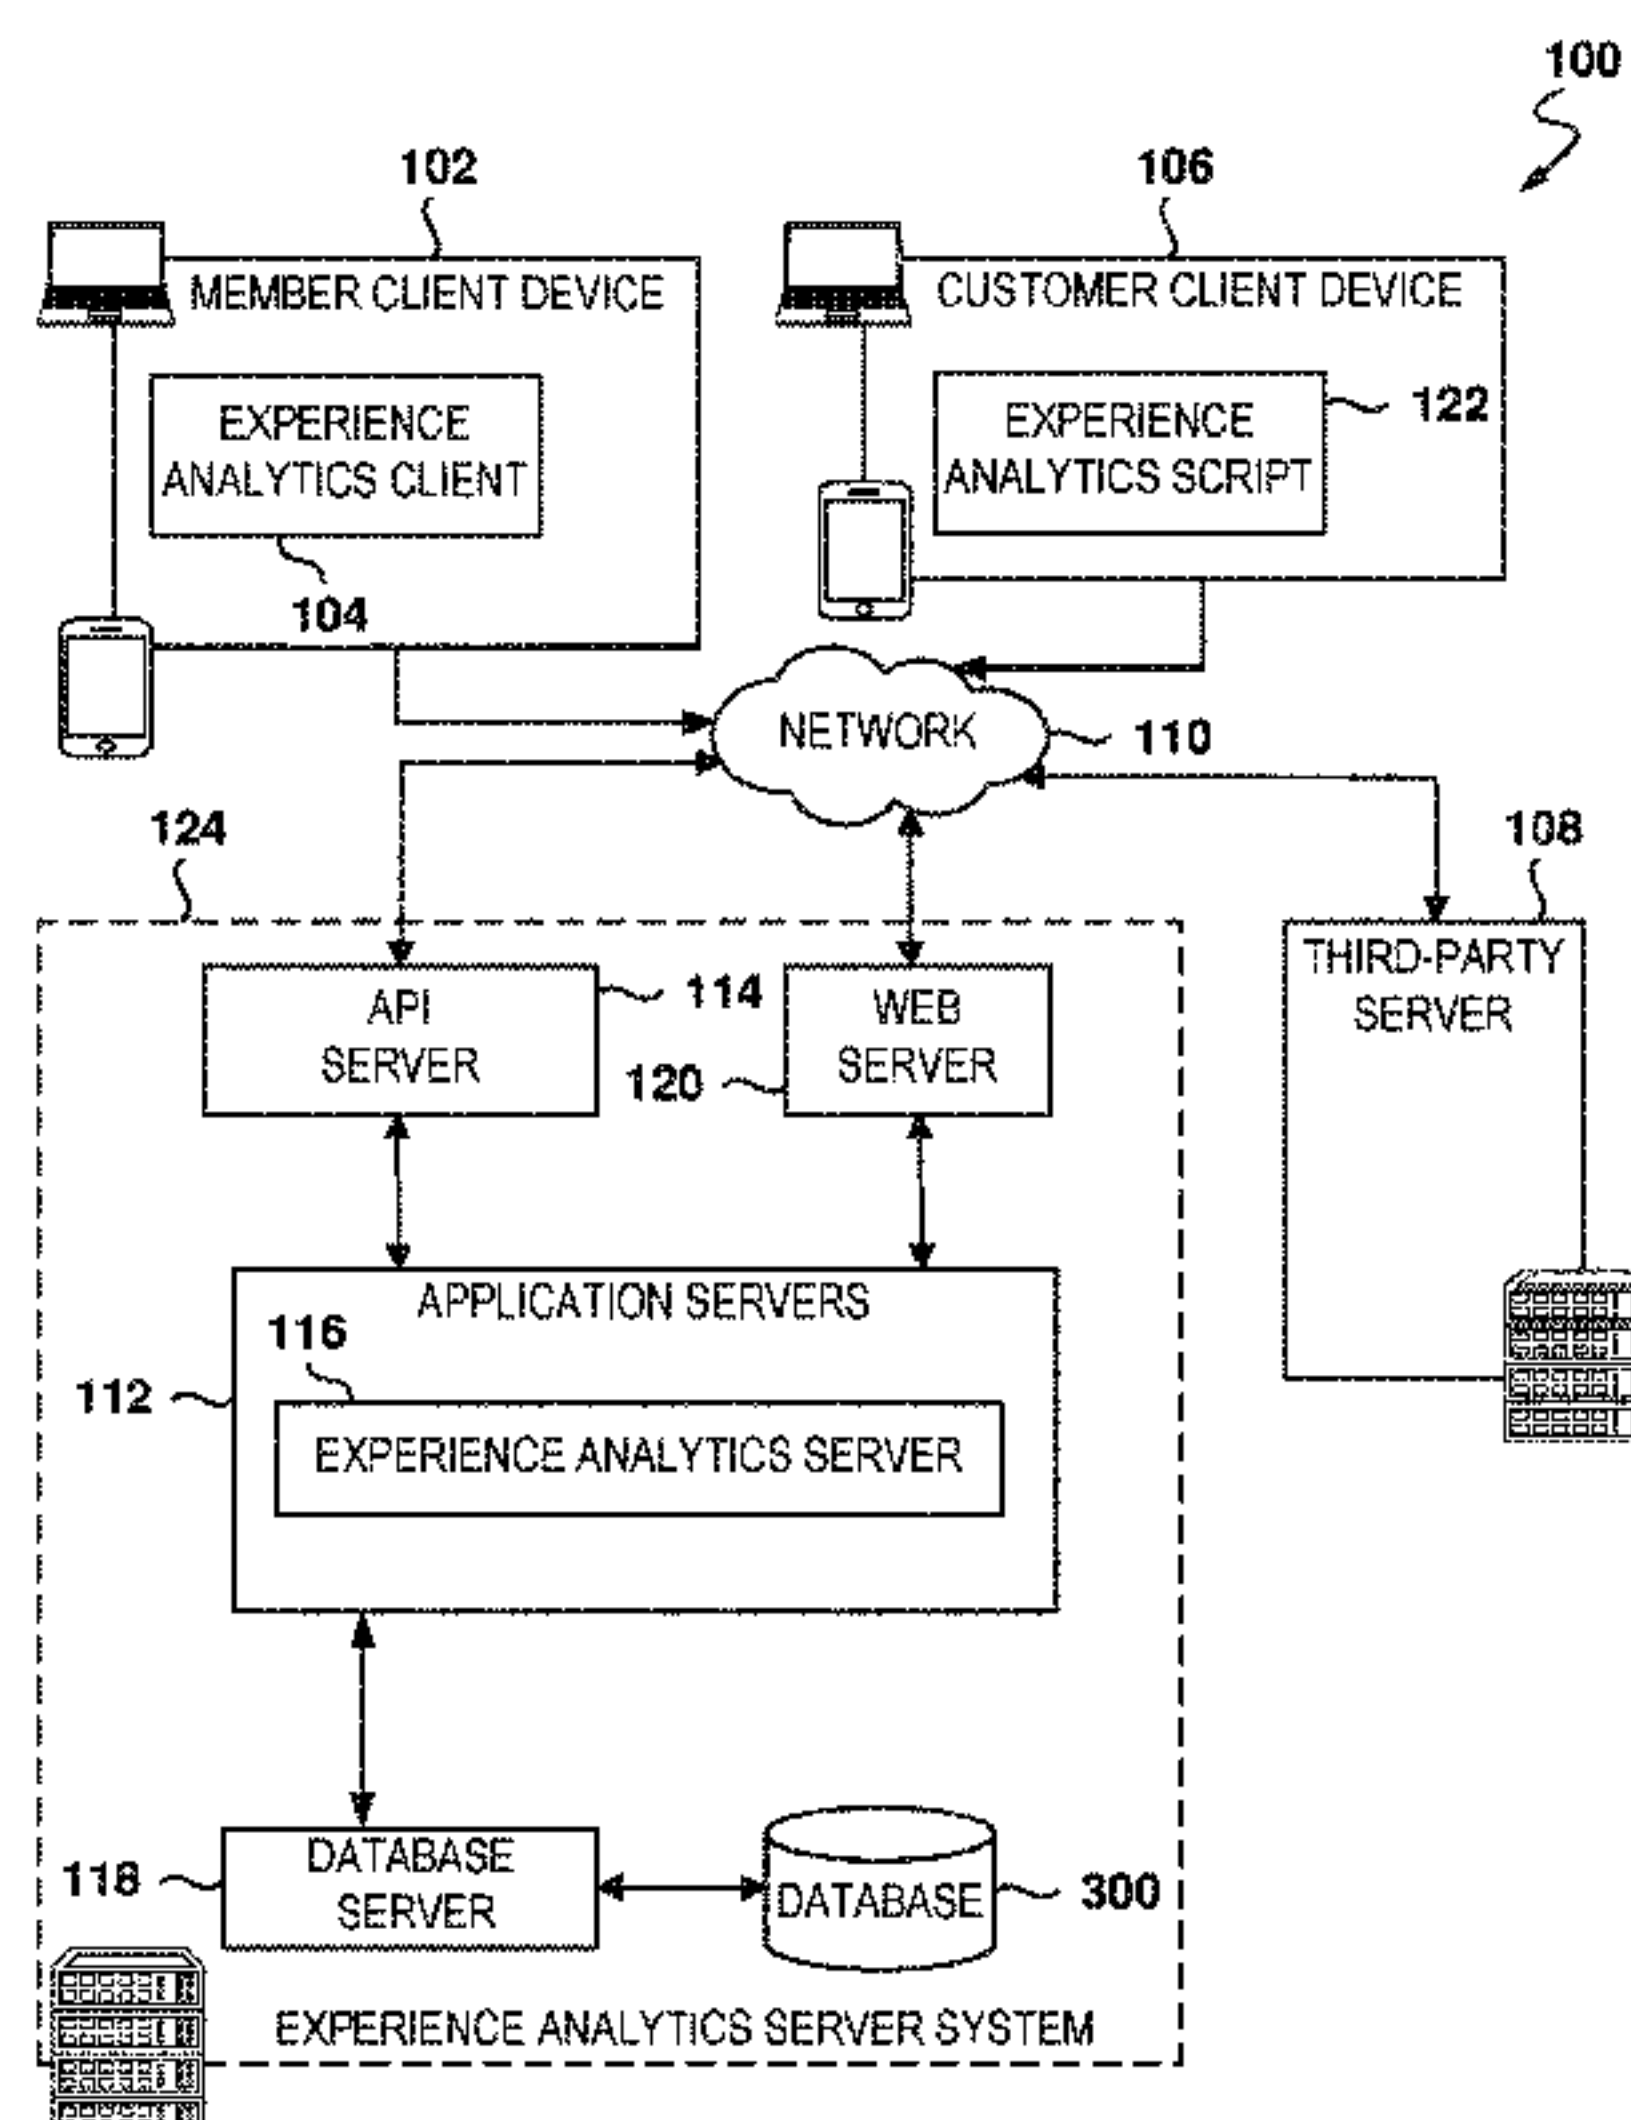 100
102
106
MEMBER CLIENT DEVICE
CUSTOMER CLIENT DEVICE
EXPERIENCE
ANALYTICS CLIENT
104
EXPERIENCE
ANALYTICS SCRIPT
122
NETWORK
110
124
108
API
SERVER
114
WEB
SERVER
120
THIRD-PARTY
SERVER
APPLICATION SERVERS
116
112
EXPERIENCE ANALYTICS SERVER
DATABASE
SERVER
118
DATABASE
300
EXPERIENCE ANALYTICS SERVER SYSTEM